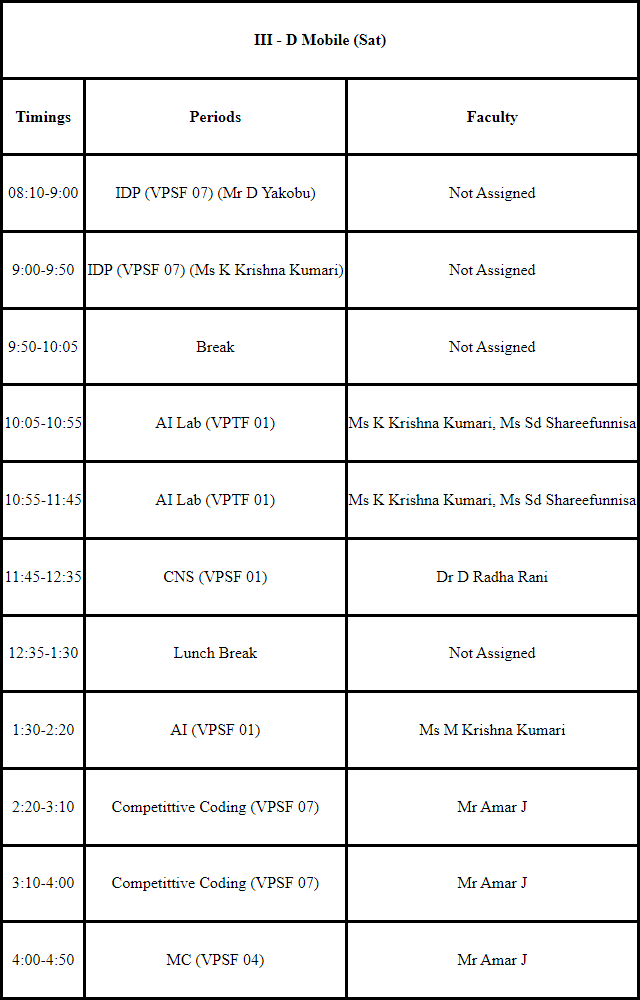 III - D Mobile (Sat)
Timings Periods Faculty
08:10-9:00 IDP (VPSF 07) (Mr D Yakobu) Not Assigned
9:00-9:50 IDP (VPSF 07) (Ms K Krishna Kumari) Not Assigned
9:50-10:05 Break Not Assigned
10:05-10:55 AI Lab (VPTF 01) Ms K Krishna Kumari, Ms Sd Shareefunnisa
10:55-11:45 AI Lab (VPTF 01) Ms K Krishna Kumari, Ms Sd Shareefunnisa
11:45-12:35 CNS (VPSF 01) Dr D Radha Rani
12:35-1:30 Lunch Break Not Assigned
1:30-2:20 AI (VPSF 01) Ms M Krishna Kumari
2:20-3:10 Competittive Coding (VPSF 07) Mr Amar J
3:10-4:00 Competittive Coding (VPSF 07) Mr Amar J
4:00-4:50 MC (VPSF 04) Mr Amar J